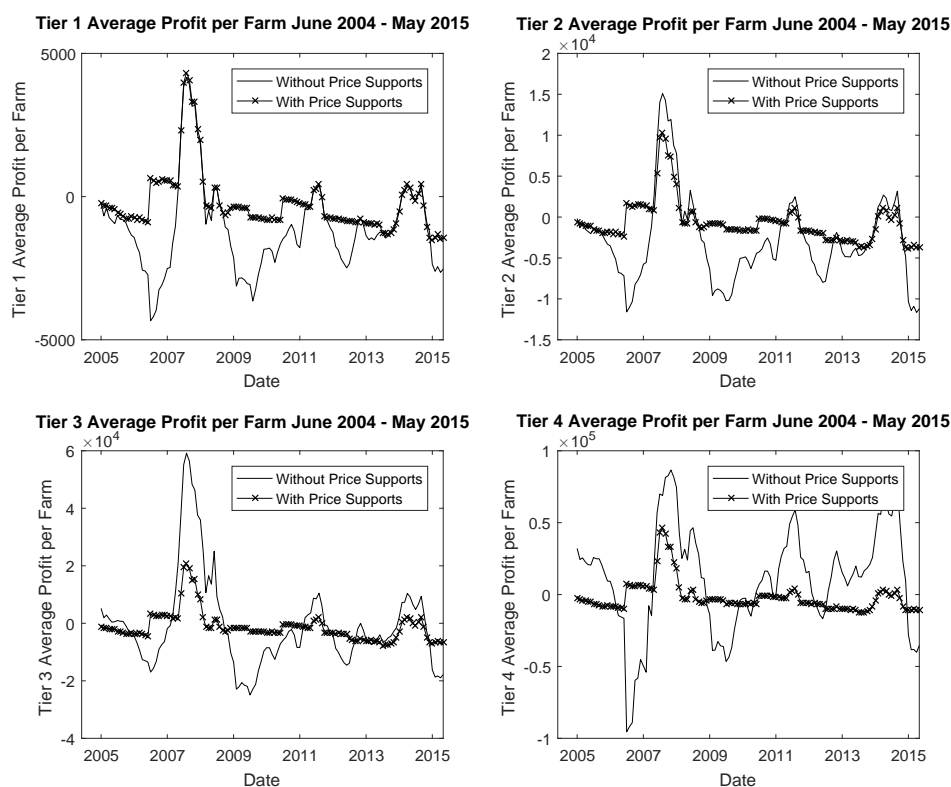 Tier 1 Average Profit per Farm June 2004 - May 2015
5000
0
-5000
Tier 1 Average Profit per Farm
Without Price Supports
With Price Supports
2005 2007 2009 2011 2013 2015
Date
Tier 2 Average Profit per Farm June 2004 - May 2015
×10⁴
2
1.5
1
0.5
0
-0.5
-1
-1.5
Tier 2 Average Profit per Farm
Without Price Supports
With Price Supports
2005 2007 2009 2011 2013 2015
Date
Tier 3 Average Profit per Farm June 2004 - May 2015
×10⁴
6
4
2
0
-2
-4
Tier 3 Average Profit per Farm
Without Price Supports
With Price Supports
2005 2007 2009 2011 2013 2015
Date
Tier 4 Average Profit per Farm June 2004 - May 2015
×10⁵
1
0.5
0
-0.5
-1
Tier 4 Average Profit per Farm
Without Price Supports
With Price Supports
2005 2007 2009 2011 2013 2015
Date